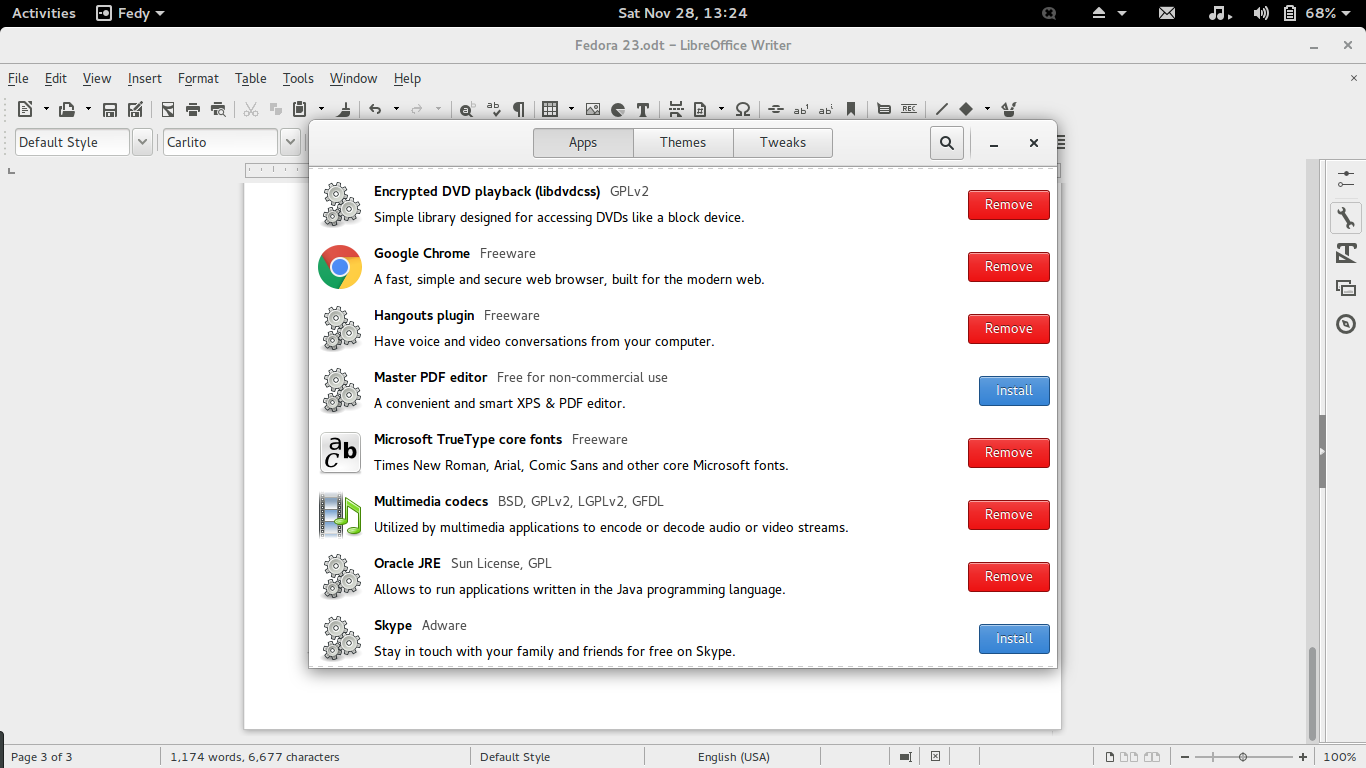 Activities Fedy Sat Nov 28, 13:24 68%
Fedora 23.odt – LibreOffice Writer
File Edit View Insert Format Table Tools Window Help
Default Style Carlito
Apps Themes Tweaks
Encrypted DVD playback (libdvdcss) GPLv2
Simple library designed for accessing DVDs like a block device.
Remove
Google Chrome Freeware
A fast, simple and secure web browser, built for the modern web.
Remove
Hangouts plugin Freeware
Have voice and video conversations from your computer.
Remove
Master PDF editor Free for non-commercial use
A convenient and smart XPS & PDF editor.
Install
Microsoft TrueType core fonts Freeware
Times New Roman, Arial, Comic Sans and other core Microsoft fonts.
Remove
Multimedia codecs BSD, GPLv2, LGPLv2, GFDL
Utilized by multimedia applications to encode or decode audio or video streams.
Remove
Oracle JRE Sun License, GPL
Allows to run applications written in the Java programming language.
Remove
Skype Adware
Stay in touch with your family and friends for free on Skype.
Install
Page 3 of 3 1,174 words, 6,677 characters Default Style English (USA) 100%